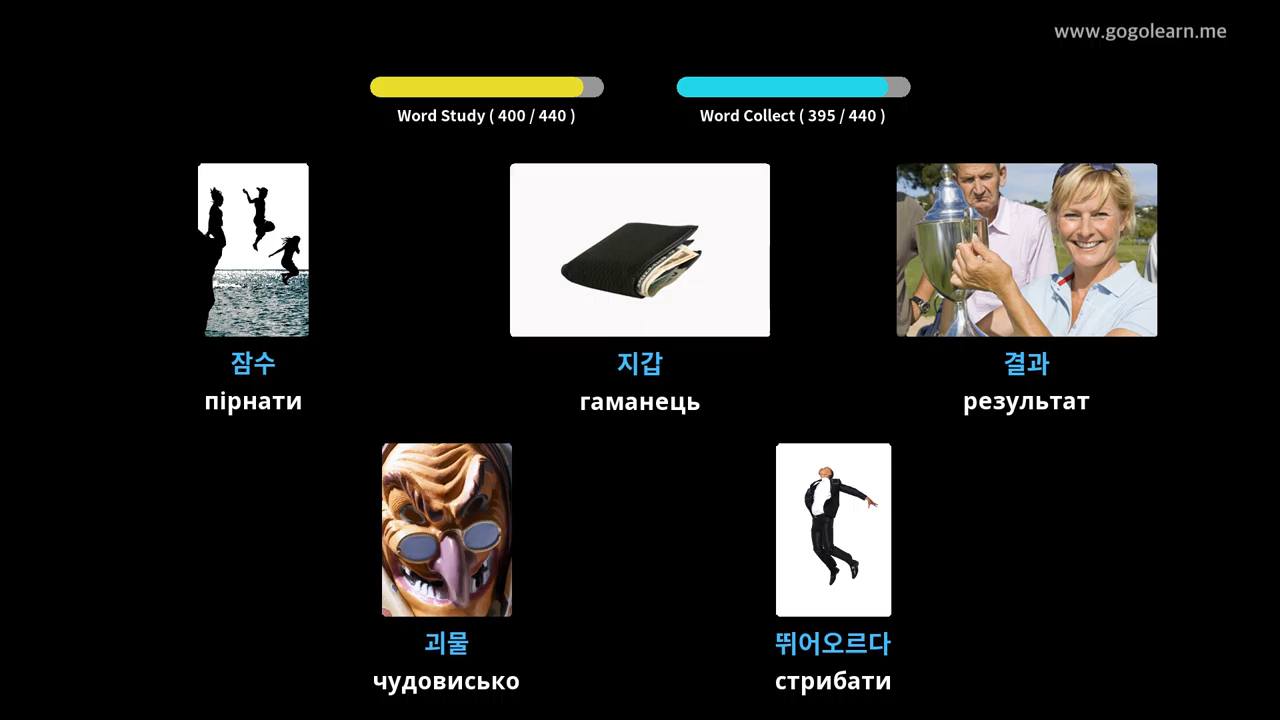 www.gogolearn.me
Word Study ( 400 / 440 )
Word Collect ( 395 / 440 )
잠수
пірнати
지갑
гаманець
결과
результат
괴물
чудовисько
뛰어오르다
стрибати